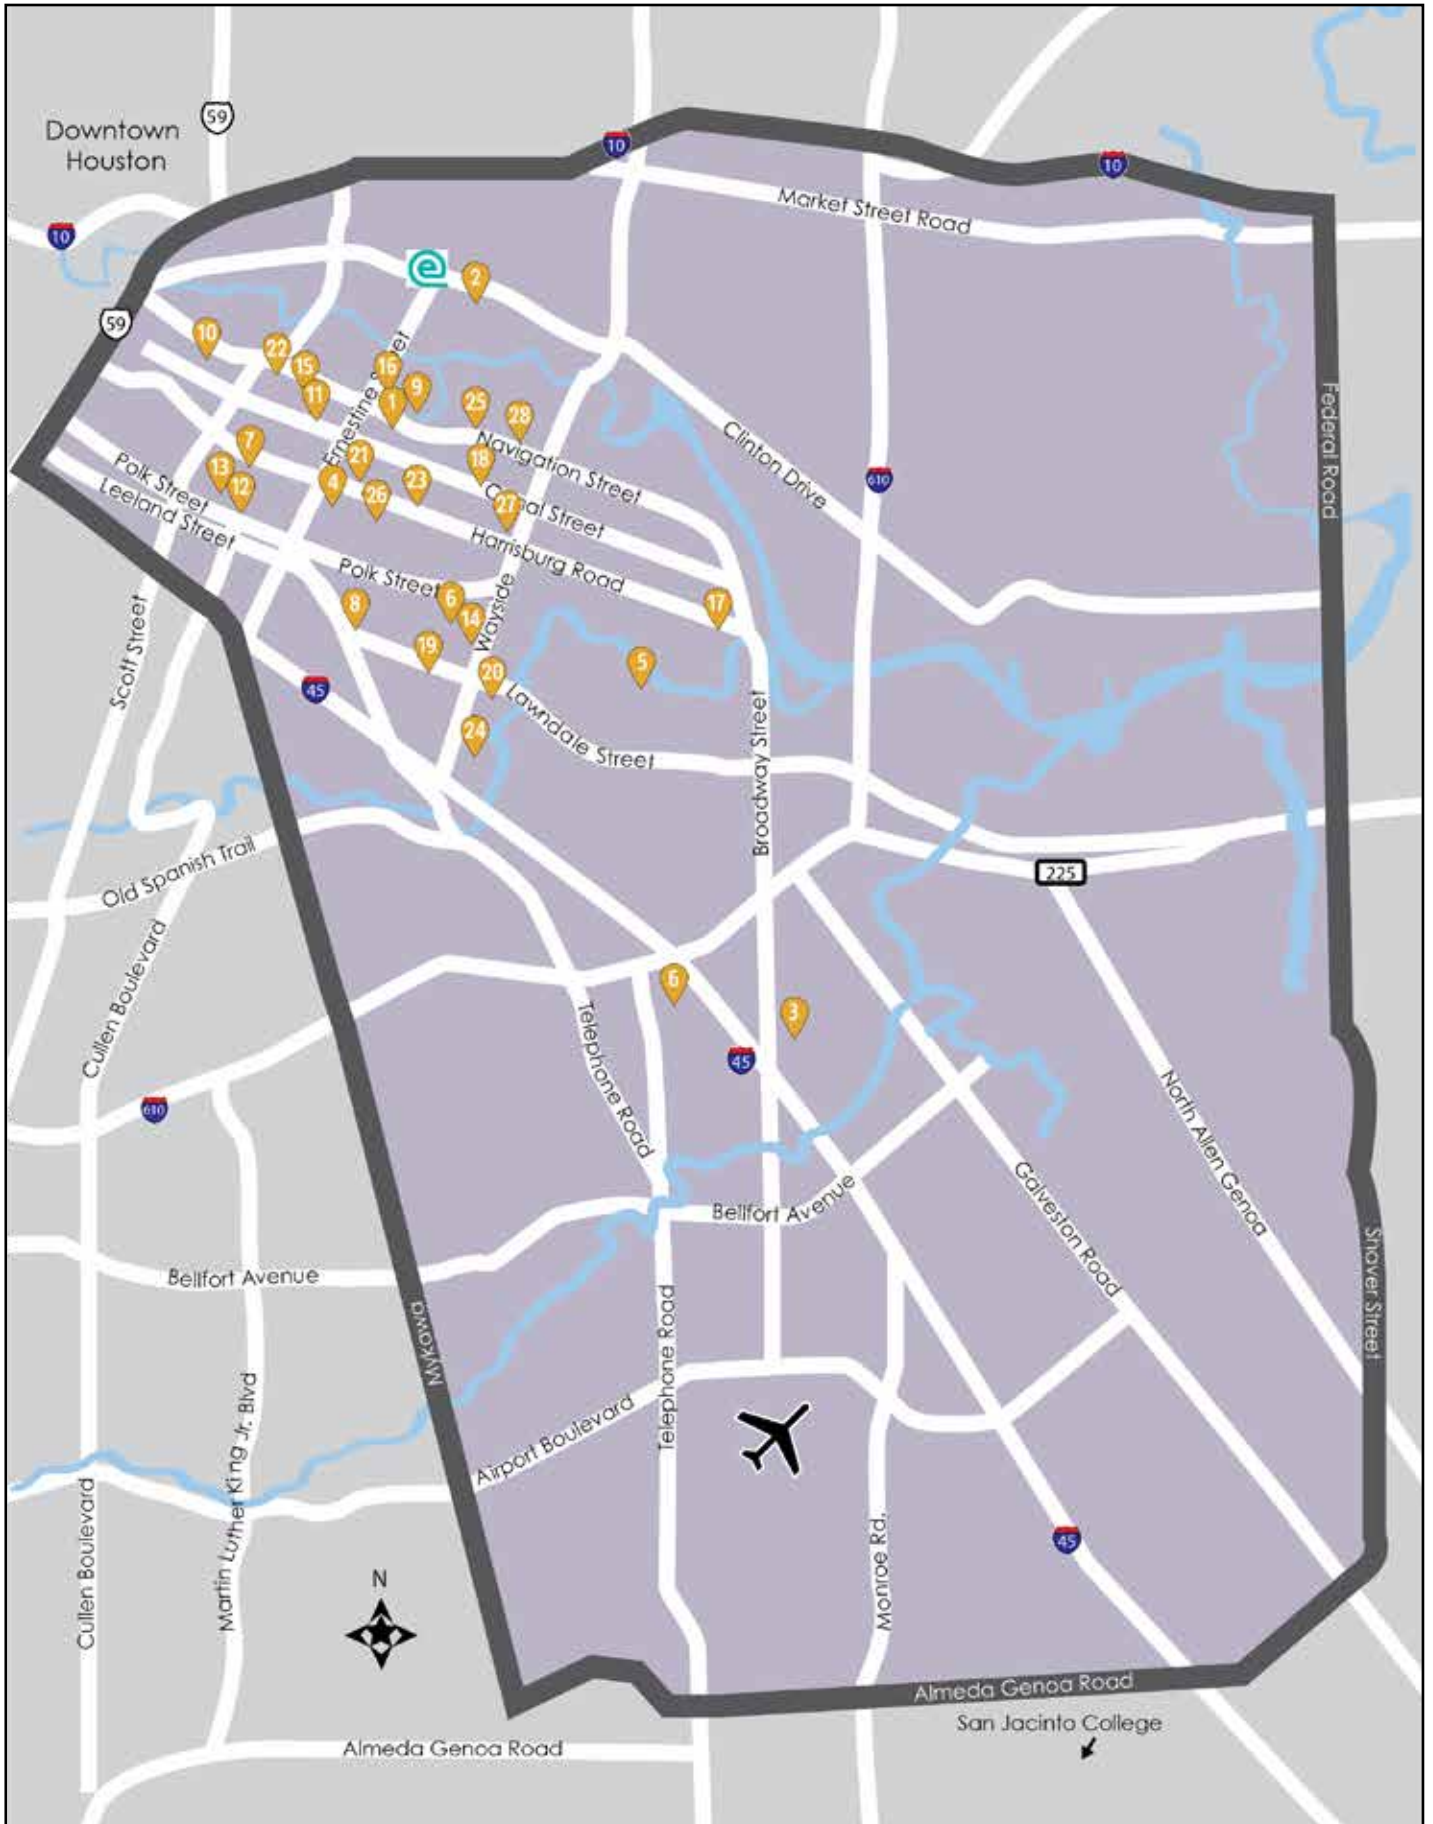 59
Downtown
Houston
10
10
10
Market Street Road
59
e
2
10
22
15
11
16
9
1
25
28
Ernestine Street
Navigation Street
7
13
12
21
4
26
23
18
27
Canal Street
Clinton Drive
Federal Road
610
Polk Street
Leeland Street
Harrisburg Road
Polk Street
8
6
14
Wayside
17
19
20
5
24
Scott Street
45
Lawndale Street
Broadway Street
Old Spanish Trail
225
Cullen Boulevard
6
3
45
Telephone Road
610
North Allen Genoa
Galveston Road
Bellfort Avenue
Bellfort Avenue
Shaver Street
Mykawa
Telephone Road
Airport Boulevard
Martin Luther King Jr. Blvd
Cullen Boulevard
Monroe Rd.
45
N
Almeda Genoa Road
San Jacinto College
Almeda Genoa Road